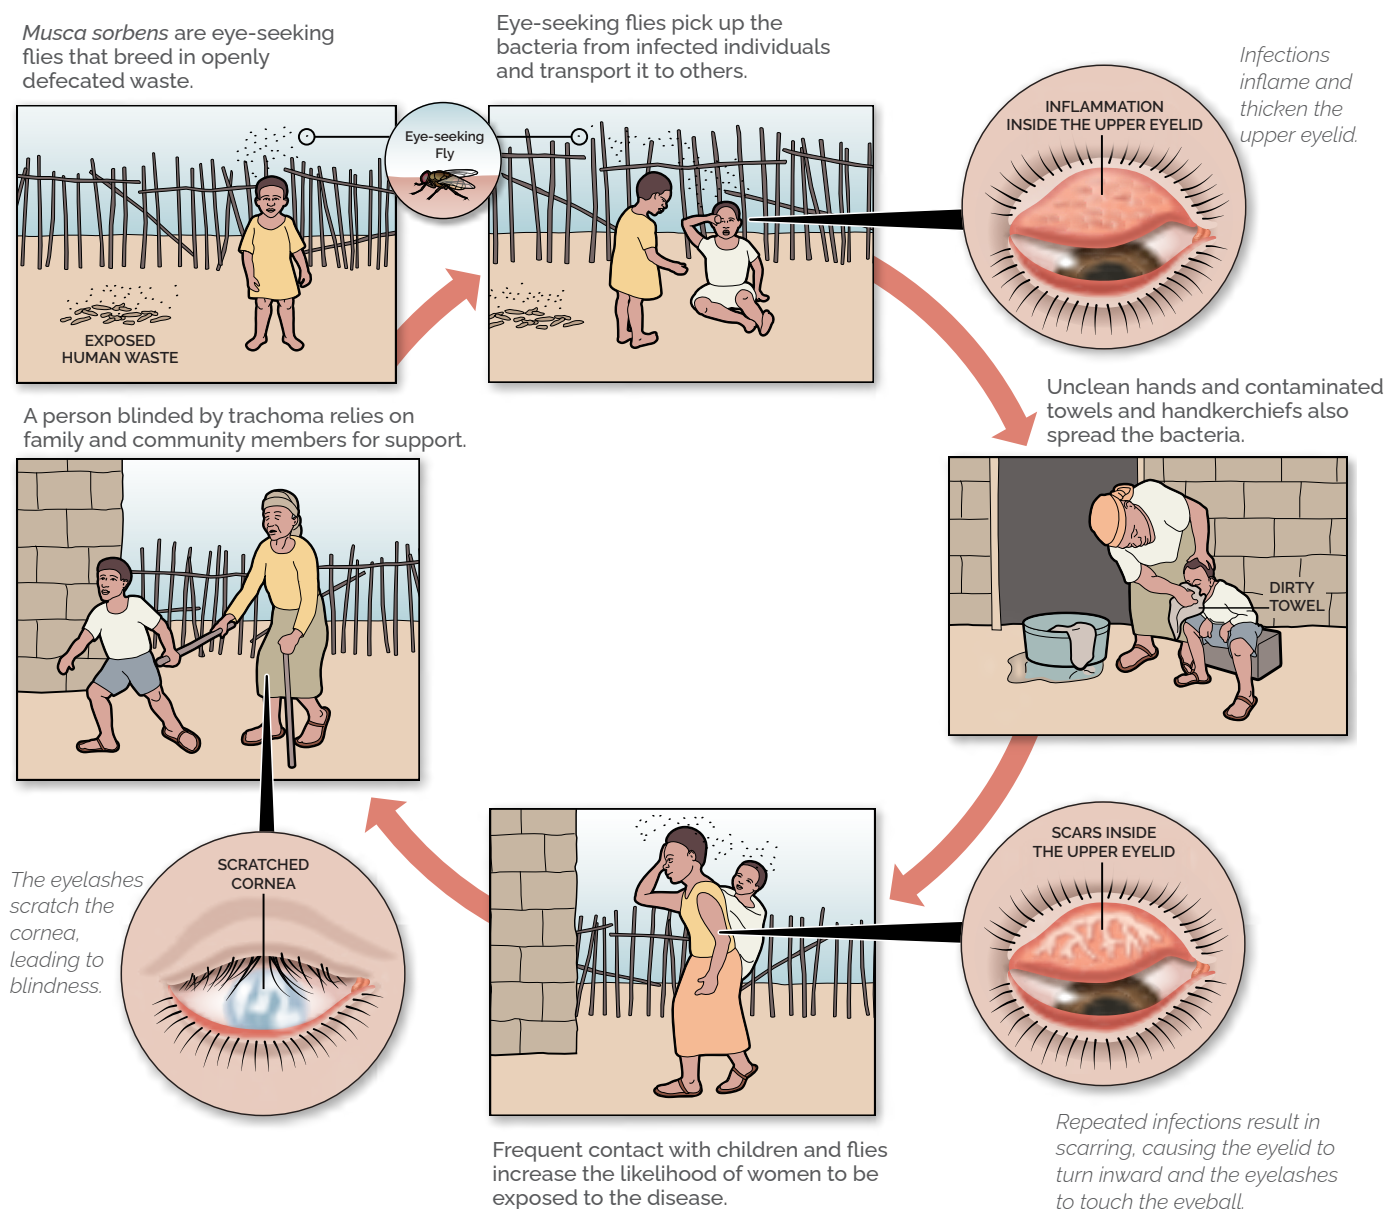 Musca sorbens are eye-seeking
flies that breed in openly
defecated waste.
Eye-seeking flies pick up the
bacteria from infected individuals
and transport it to others.
Infections
inflame and
thicken the
upper eyelid.
INFLAMMATION
INSIDE THE UPPER EYELID
Eye-seeking
Fly
EXPOSED
HUMAN WASTE
Unclean hands and contaminated
towels and handkerchiefs also
spread the bacteria.
DIRTY
TOWEL
A person blinded by trachoma relies on
family and community members for support.
SCRATCHED
CORNEA
The eyelashes
scratch the
cornea,
leading to
blindness.
SCARS INSIDE
THE UPPER EYELID
Frequent contact with children and flies
increase the likelihood of women to be
exposed to the disease.
Repeated infections result in
scarring, causing the eyelid to
turn inward and the eyelashes
to touch the eyeball.